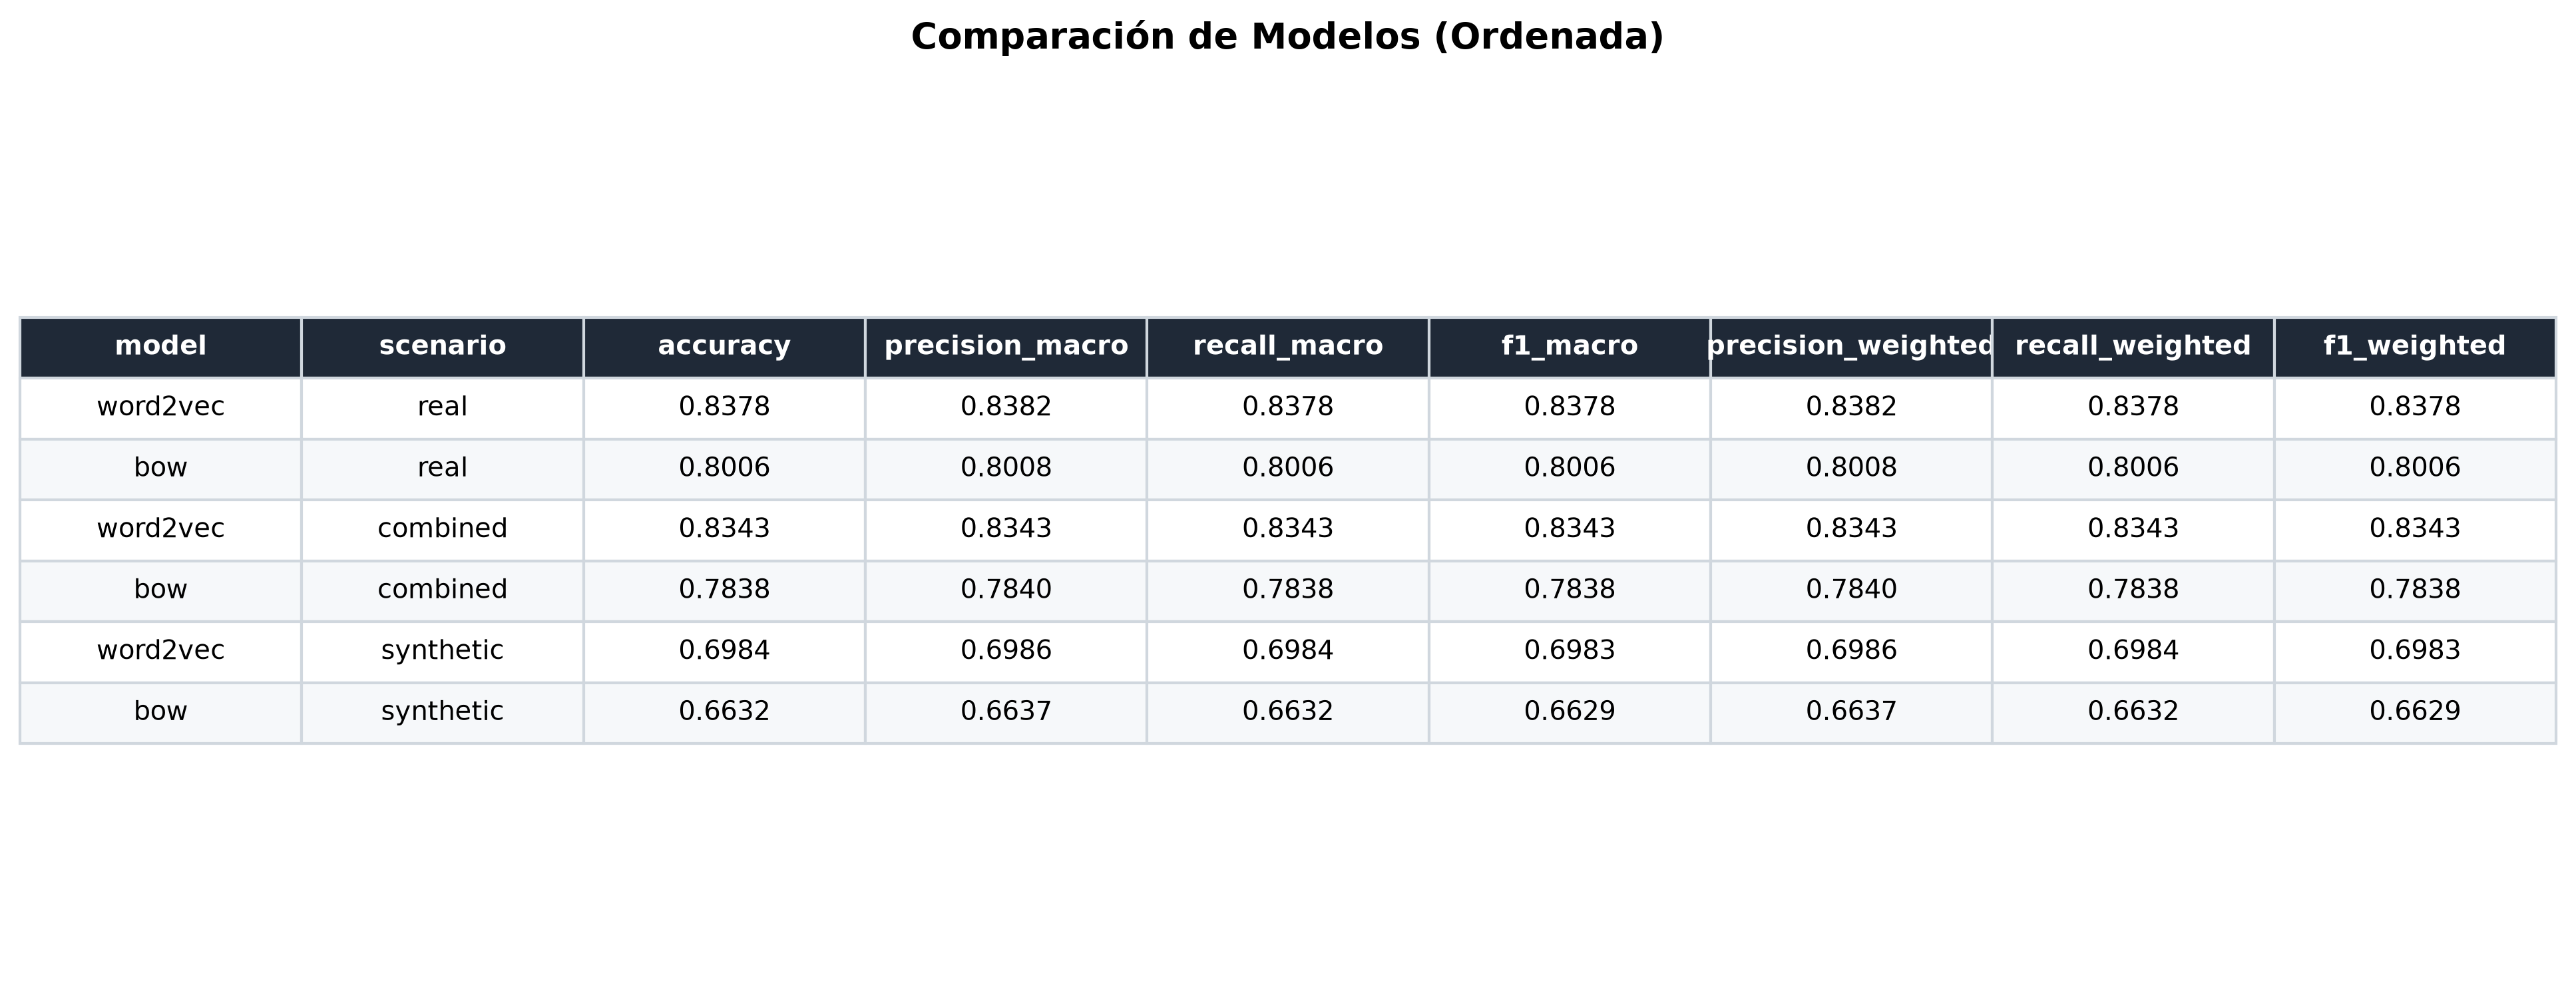 Comparación de Modelos (Ordenada)
model scenario accuracy precision_macro recall_macro f1_macro precision_weighted recall_weighted f1_weighted
word2vec real 0.8378 0.8382 0.8378 0.8378 0.8382 0.8378 0.8378
bow real 0.8006 0.8008 0.8006 0.8006 0.8008 0.8006 0.8006
word2vec combined 0.8343 0.8343 0.8343 0.8343 0.8343 0.8343 0.8343
bow combined 0.7838 0.7840 0.7838 0.7838 0.7840 0.7838 0.7838
word2vec synthetic 0.6984 0.6986 0.6984 0.6983 0.6986 0.6984 0.6983
bow synthetic 0.6632 0.6637 0.6632 0.6629 0.6637 0.6632 0.6629